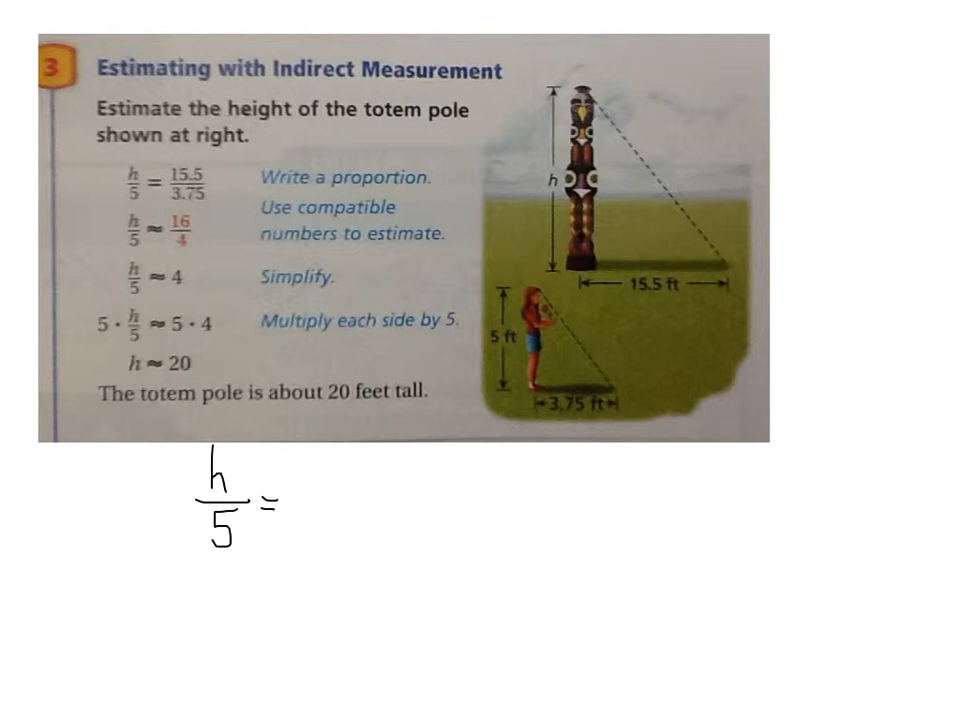 3 Estimating with Indirect Measurement
Estimate the height of the totem pole
shown at right.
h/5 = 15.5/3.75 Write a proportion.
h/5 ≈ 16/4 Use compatible
numbers to estimate.
h/5 ≈ 4 Simplify.
5 · h/5 ≈ 5 · 4 Multiply each side by 5.
h ≈ 20
The totem pole is about 20 feet tall.
h
15.5 ft
5 ft
3.75 ft
h/5 =